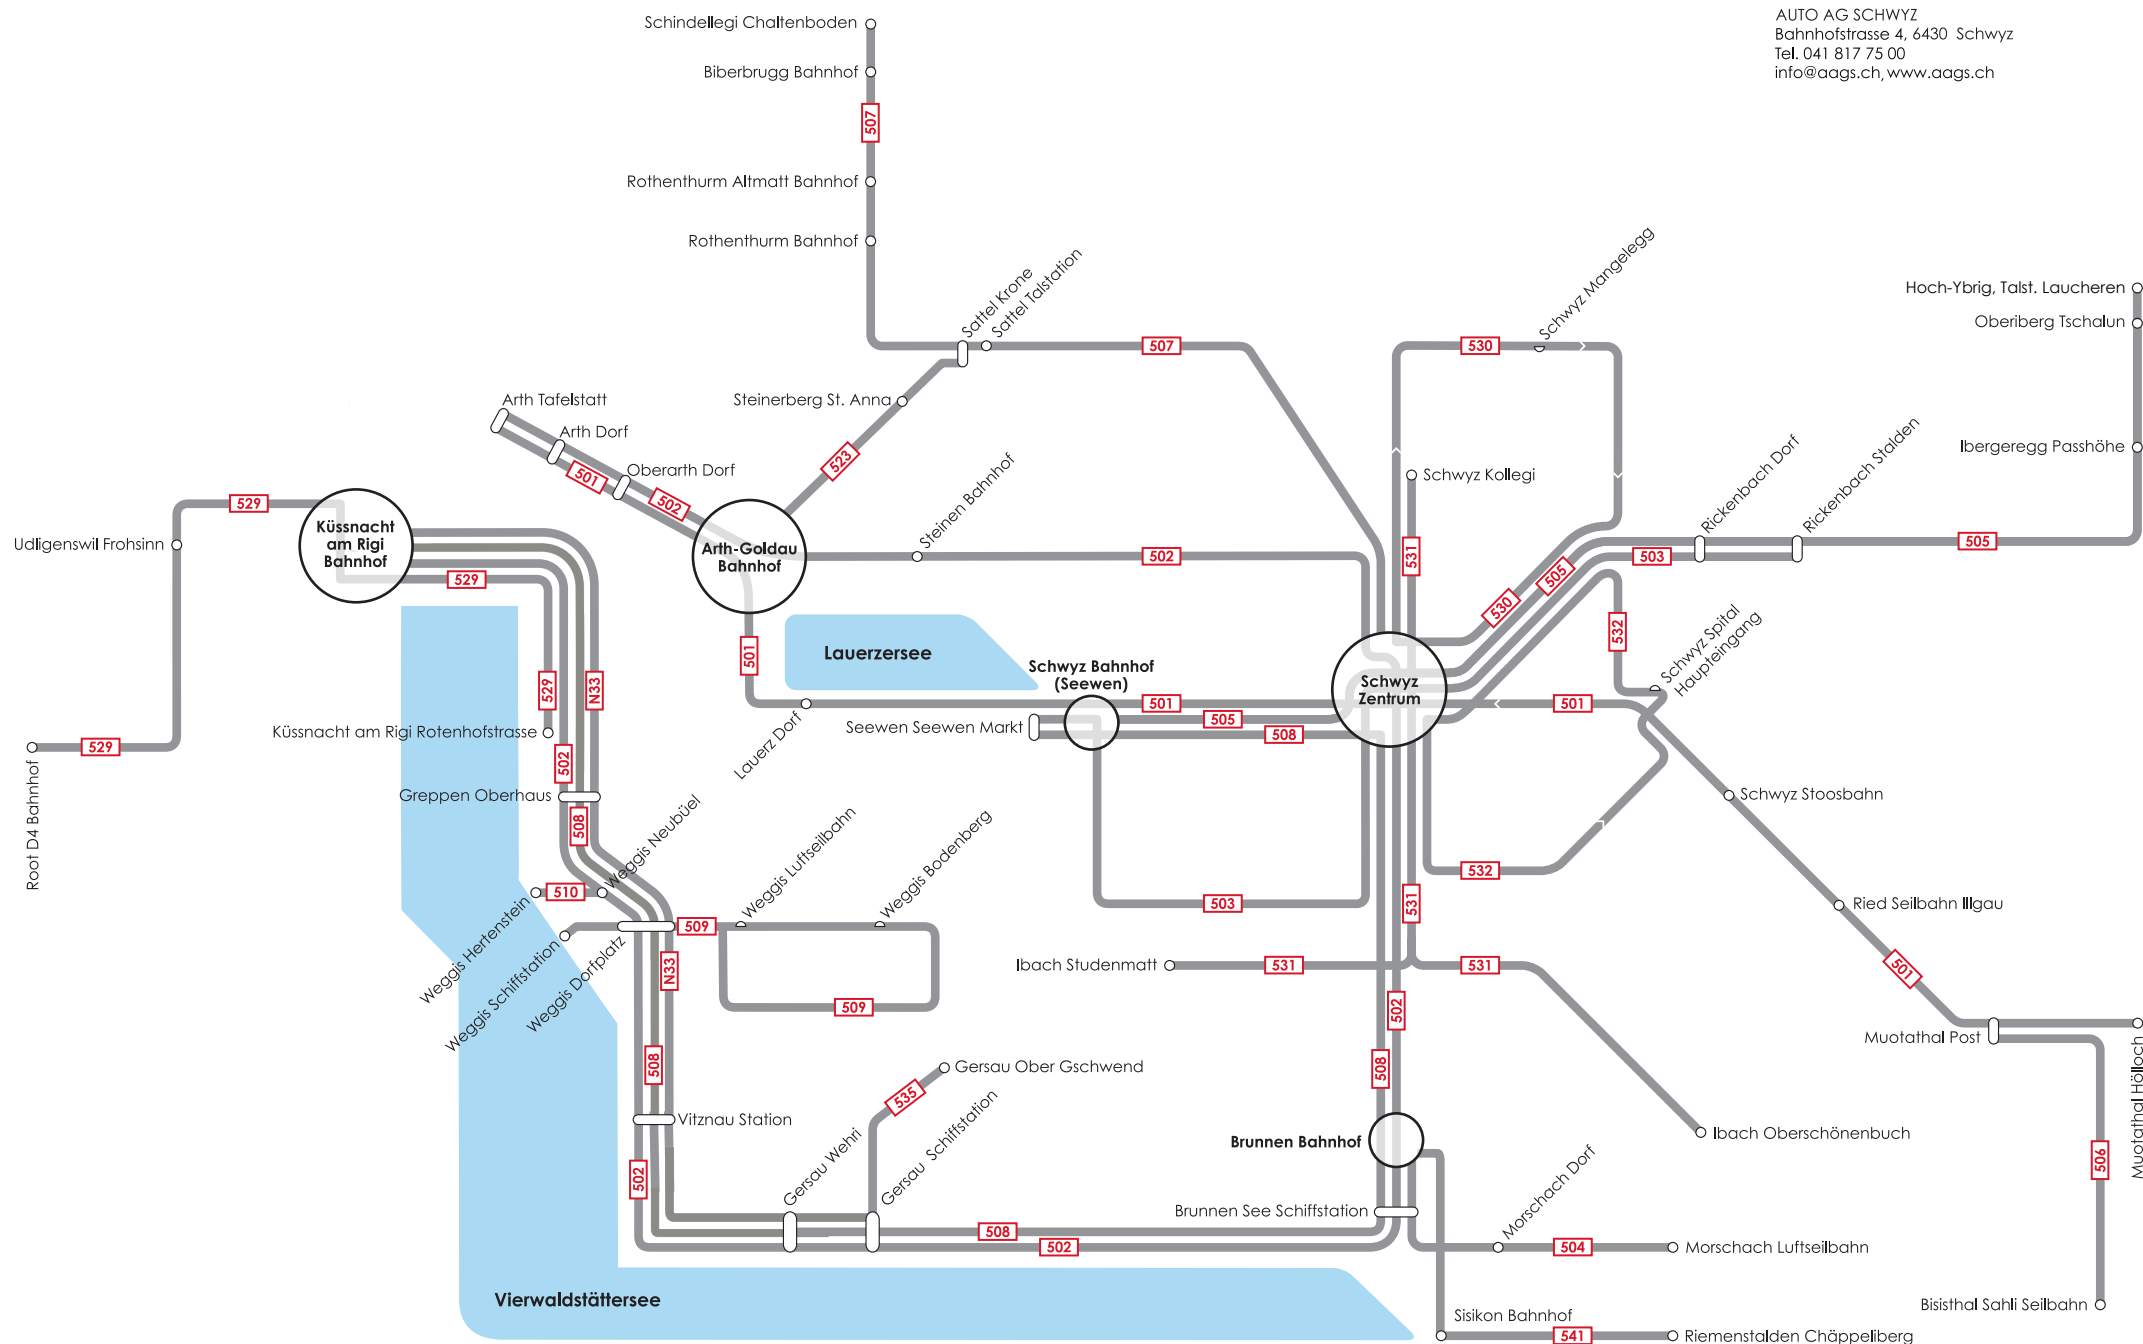 AUTO AG SCHWYZ
Bahnhofstrasse 4, 6430 Schwyz
Tel. 041 817 75 00
info@aags.ch, www.aags.ch
Schindellegi Chaltenboden
Biberbrugg Bahnhof
507
Rothenthurm Altmatt Bahnhof
Rothenthurm Bahnhof
Sattel Krone
Sattel Talstation
507
530
Schwyz Mangelegg
Hoch-Ybrig, Talst. Laucheren
Oberiberg Tschalun
Ibergeregg Passhöhe
Steinerberg St. Anna
523
Arth Tafelstatt
Arth Dorf
501
Oberarth Dorf
502
Steinen Bahnhof
Schwyz Kollegi
531
Rickenbach Dorf
Rickenbach Stalden
505
503
505
530
532
529
Udligenswil Frohsinn
Küssnacht
am Rigi
Bahnhof
529
Arth-Goldau
Bahnhof
502
501
Lauerzersee
Schwyz Bahnhof
(Seewen)
Schwyz
Zentrum
Schwyz Spital
Haupteingang
529
N33
Küssnacht am Rigi Rotenhofstrasse
529
Root D4 Bahnhof
Lauerz Dorf
Seewen Seewen Markt
501
505
508
501
502
Greppen Oberhaus
508
Schwyz Stoosbahn
532
Weggis Neubüel
Weggis Luftseilbahn
Weggis Bodenberg
510
Weggis Hertenstein
Weggis Schiffstation
Weggis Dorfplatz
509
N33
509
503
531
Ried Seilbahn Illgau
Ibach Studenmatt
531
531
501
502
Muotathal Post
Muotathal Hölloch
508
508
Gersau Ober Gschwend
535
Vitznau Station
Gersau Wehri
Gersau Schiffstation
Brunnen Bahnhof
Ibach Oberschönenbuch
502
506
Brunnen See Schiffstation
Morschach Dorf
508
502
504
Morschach Luftseilbahn
Vierwaldstättersee
Bisisthal Sahli Seilbahn
Sisikon Bahnhof
541
Riemenstalden Chäppeliberg